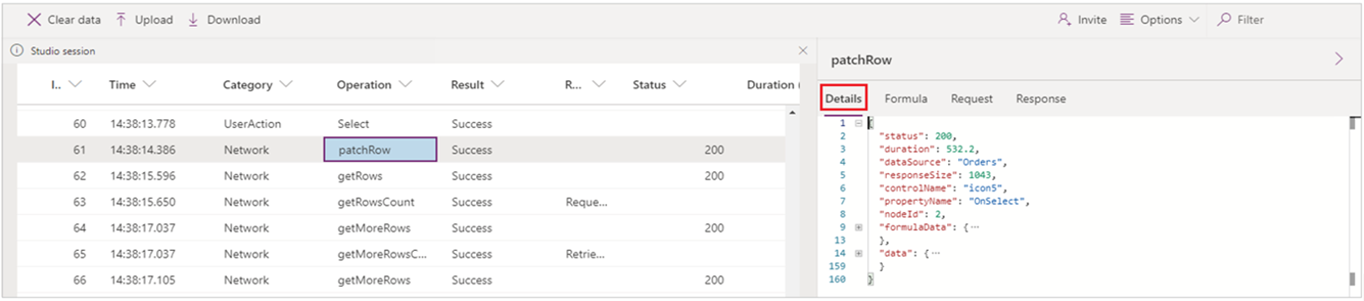 Clear data Upload Download Invite Options Filter
Studio session
patchRow
I.. Time Category Operation Result R... Status Duration (
Details Formula Request Response
60 14:38:13.778 UserAction Select Success
61 14:38:14.386 Network patchRow Success 200
62 14:38:15.596 Network getRows Success 200
63 14:38:15.650 Network getRowsCount Success Reque...
64 14:38:17.037 Network getMoreRows Success 200
65 14:38:17.037 Network getMoreRowsC... Success Retrie...
66 14:38:17.105 Network getMoreRows Success 200
1 {
2 "status": 200,
3 "duration": 532.2,
4 "dataSource": "Orders",
5 "responseSize": 1043,
6 "controlName": "icon5",
7 "propertyName": "OnSelect",
8 "nodeId": 2,
9 "formulaData": {...
13 },
14 "data": {...
159 }
160 }